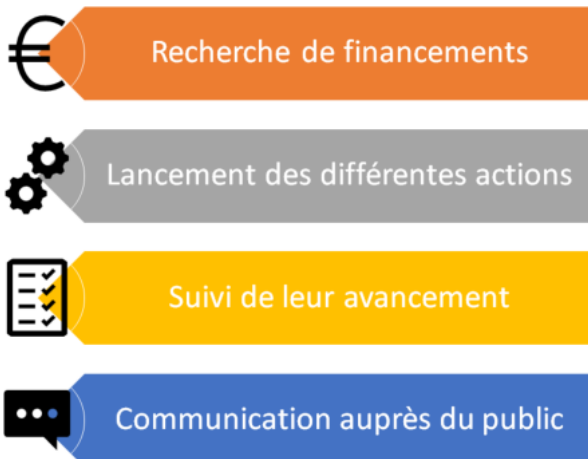 Recherche de financements
Lancement des différentes actions
Suivi de leur avancement
Communication auprès du public